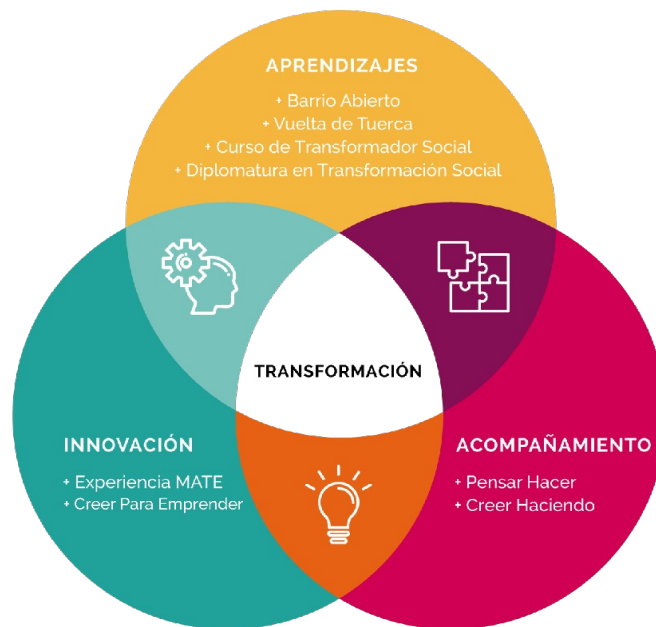 APRENDIZAJES
+ Barrio Abierto
+ Vuelta de Tuerca
+ Curso de Transformador Social
+ Diplomatura en Transformación Social
TRANSFORMACIÓN
INNOVACIÓN
+ Experiencia MATE
+ Creer Para Emprender
ACOMPAÑAMIENTO
+ Pensar Hacer
+ Creer Haciendo